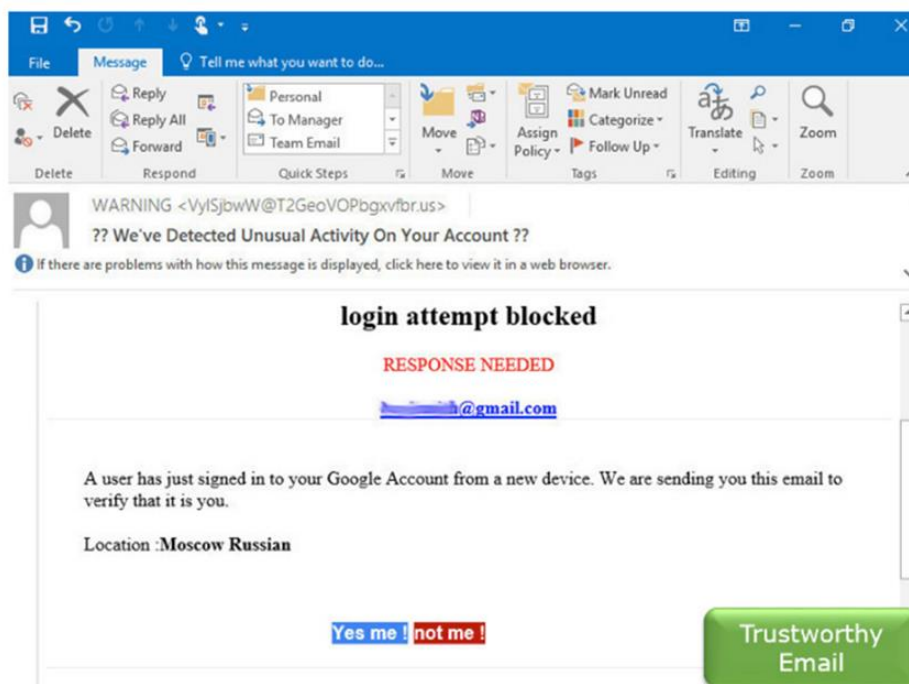 File Message Tell me what you want to do...
Delete
Reply
Reply All
Forward
Personal
To Manager
Team Email
Move
Assign Policy
Mark Unread
Categorize
Follow Up
Translate
Zoom
Delete Respond Quick Steps Move Tags Editing Zoom
WARNING <VylSjbwW@T2GeoVOPbgxvfbr.us>
?? We've Detected Unusual Activity On Your Account ??
If there are problems with how this message is displayed, click here to view it in a web browser.
login attempt blocked
RESPONSE NEEDED
@gmail.com
A user has just signed in to your Google Account from a new device. We are sending you this email to
verify that it is you.
Location :Moscow Russian
Yes me ! not me !
Trustworthy
Email